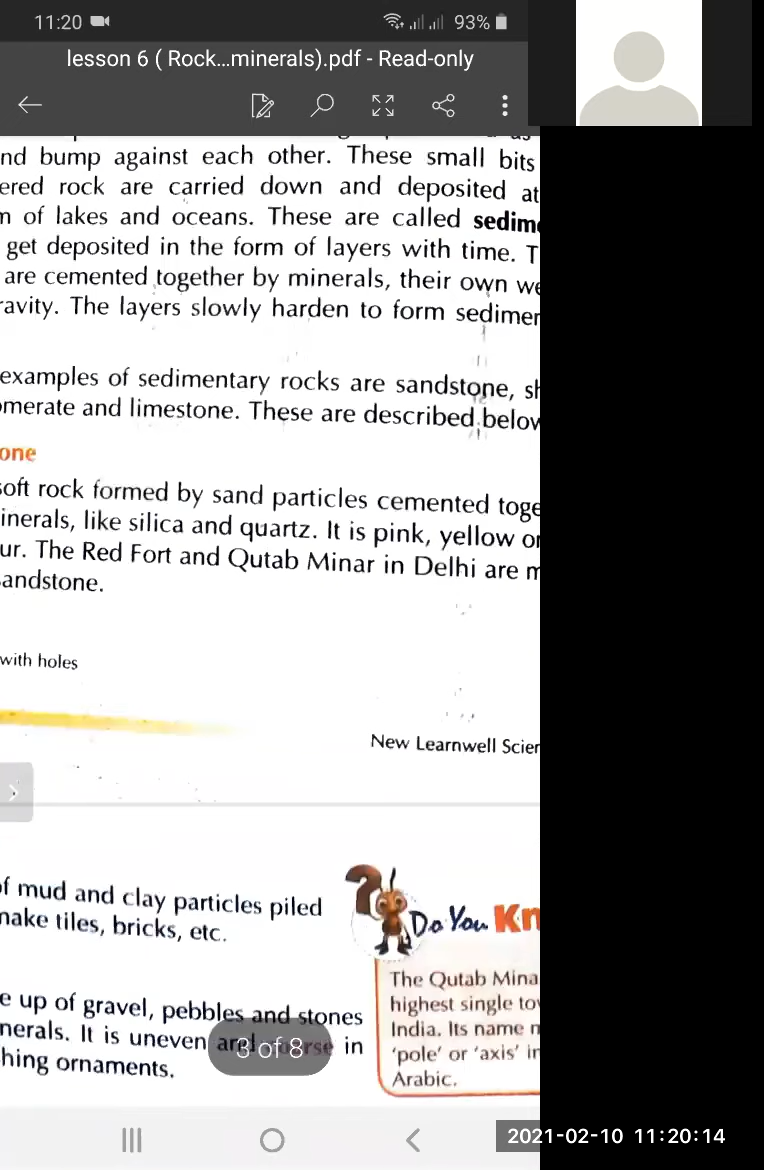 11:20
93%
lesson 6 ( Rock...minerals).pdf - Read-only
nd bump against each other. These small bits
ered rock are carried down and deposited at
m of lakes and oceans. These are called sedime
get deposited in the form of layers with time. T
are cemented together by minerals, their own we
ravity. The layers slowly harden to form sedimen
examples of sedimentary rocks are sandstone, sh
omerate and limestone. These are described below
one
soft rock formed by sand particles cemented toge
inerals, like silica and quartz. It is pink, yellow or
ur. The Red Fort and Qutab Minar in Delhi are m
sandstone.
with holes
New Learnwell Scien
of mud and clay particles piled
make tiles, bricks, etc.
Do You Kn
e up of gravel, pebbles and stones
nerals. It is uneven and coarse in
hing ornaments.
3 of 8
The Qutab Mina
highest single tow
India. Its name m
'pole' or 'axis' in
Arabic.
2021-02-10 11:20:14